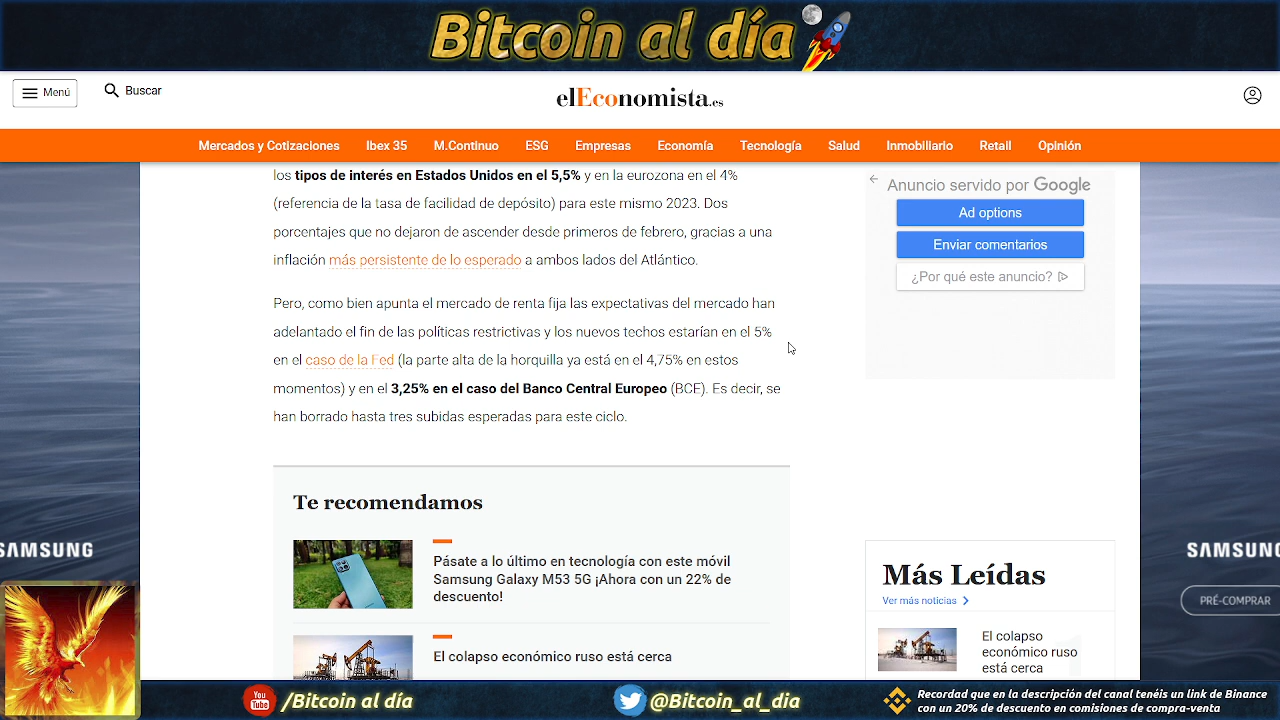 Bitcoin al día
Menú
Buscar
elEconomista.es
Mercados y Cotizaciones Ibex 35 M.Continuo ESG Empresas Economía Tecnología Salud Inmobiliario Retail Opinión
los tipos de interés en Estados Unidos en el 5,5% y en la eurozona en el 4%
(referencia de la tasa de facilidad de depósito) para este mismo 2023. Dos
porcentajes que no dejaron de ascender desde primeros de febrero, gracias a una
inflación más persistente de lo esperado a ambos lados del Atlántico.
Pero, como bien apunta el mercado de renta fija las expectativas del mercado han
adelantado el fin de las políticas restrictivas y los nuevos techos estarían en el 5%
en el caso de la Fed (la parte alta de la horquilla ya está en el 4,75% en estos
momentos) y en el 3,25% en el caso del Banco Central Europeo (BCE). Es decir, se
han borrado hasta tres subidas esperadas para este ciclo.
Anuncio servido por Google
Ad options
Enviar comentarios
¿Por qué este anuncio?
Te recomendamos
Pásate a lo último en tecnología con este móvil
Samsung Galaxy M53 5G ¡Ahora con un 22% de
descuento!
El colapso económico ruso está cerca
Más Leídas
Ver más noticias
El colapso
económico ruso
está cerca
SAMSUNG
SAMSUNG
PRÉ-COMPRAR
You
Tube
/Bitcoin al día
@Bitcoin_al_dia
Recordad que en la descripción del canal tenéis un link de Binance
con un 20% de descuento en comisiones de compra-venta